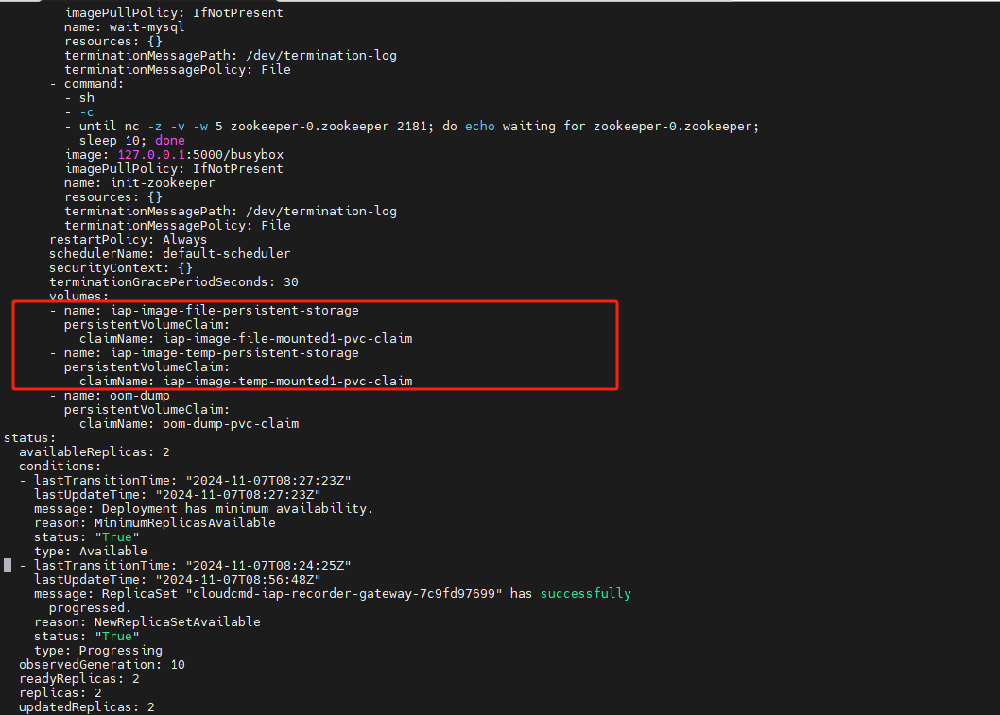 imagePullPolicy: IfNotPresent
name: wait-mysql
resources: {}
terminationMessagePath: /dev/termination-log
terminationMessagePolicy: File
- command:
- sh
- -c
- until nc -z -v -w 5 zookeeper-0.zookeeper 2181; do echo waiting for zookeeper-0.zookeeper;
sleep 10; done
image: 127.0.0.1:5000/busybox
imagePullPolicy: IfNotPresent
name: init-zookeeper
resources: {}
terminationMessagePath: /dev/termination-log
terminationMessagePolicy: File
restartPolicy: Always
schedulerName: default-scheduler
securityContext: {}
terminationGracePeriodSeconds: 30
volumes:
- name: iap-image-file-persistent-storage
persistentVolumeClaim:
claimName: iap-image-file-mounted1-pvc-claim
- name: iap-image-temp-persistent-storage
persistentVolumeClaim:
claimName: iap-image-temp-mounted1-pvc-claim
- name: oom-dump
persistentVolumeClaim:
claimName: oom-dump-pvc-claim
status:
availableReplicas: 2
conditions:
- lastTransitionTime: "2024-11-07T08:27:23Z"
lastUpdateTime: "2024-11-07T08:27:23Z"
message: Deployment has minimum availability.
reason: MinimumReplicasAvailable
status: "True"
type: Available
- lastTransitionTime: "2024-11-07T08:24:25Z"
lastUpdateTime: "2024-11-07T08:56:48Z"
message: ReplicaSet "cloudcmd-iap-recorder-gateway-7c9fd97699" has successfully
progressed.
reason: NewReplicaSetAvailable
status: "True"
type: Progressing
observedGeneration: 10
readyReplicas: 2
replicas: 2
updatedReplicas: 2